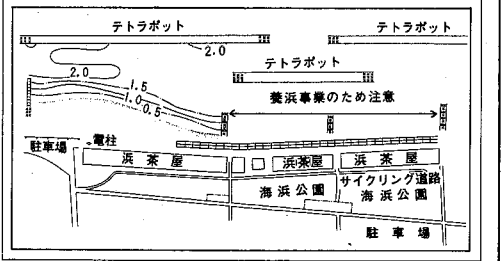 テトラポット
テトラポット
2.0
テトラポット
2.0
1.5
1.0
0.5
養浜事業のため注意
駐車場
電柱
浜茶屋
浜茶屋
浜茶屋
海浜公園
サイクリング道路
海浜公園
駐車場